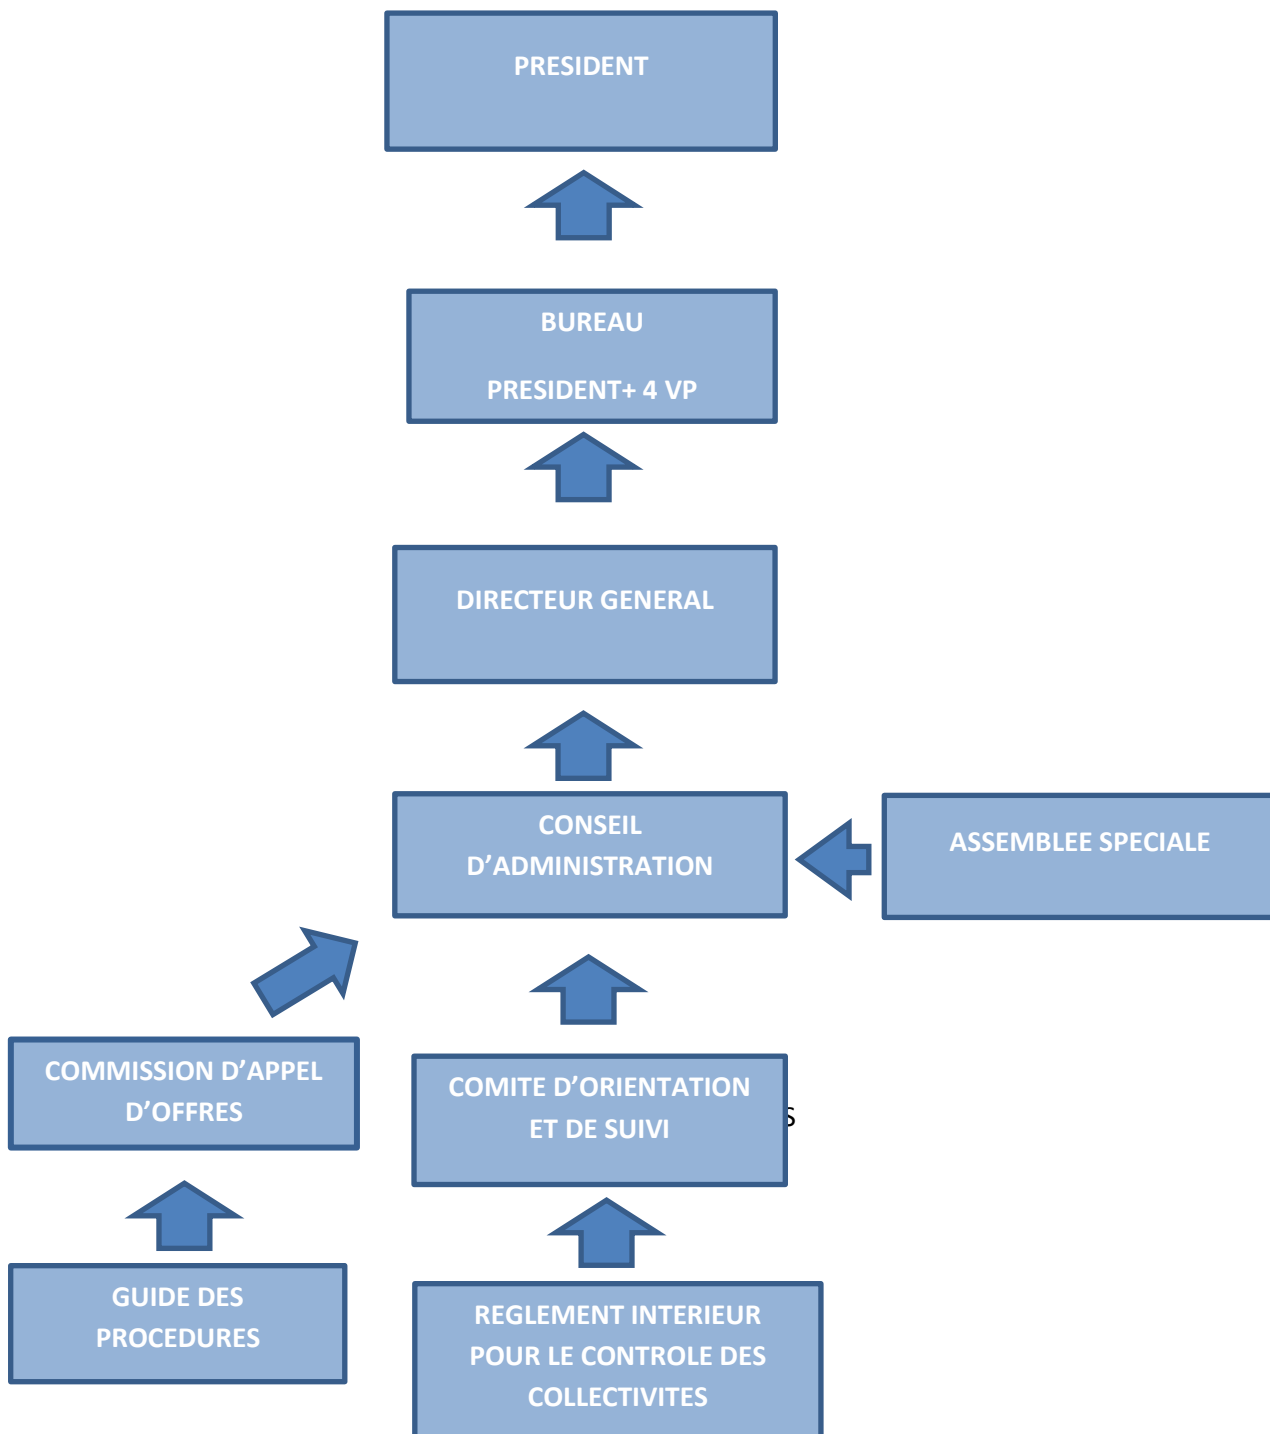 PRESIDENT
BUREAU
PRESIDENT+ 4 VP
DIRECTEUR GENERAL
CONSEIL
D’ADMINISTRATION
ASSEMBLEE SPECIALE
COMMISSION D’APPEL
D’OFFRES
COMITE D’ORIENTATION
ET DE SUIVI
S
GUIDE DES
PROCEDURES
REGLEMENT INTERIEUR
POUR LE CONTROLE DES
COLLECTIVITES